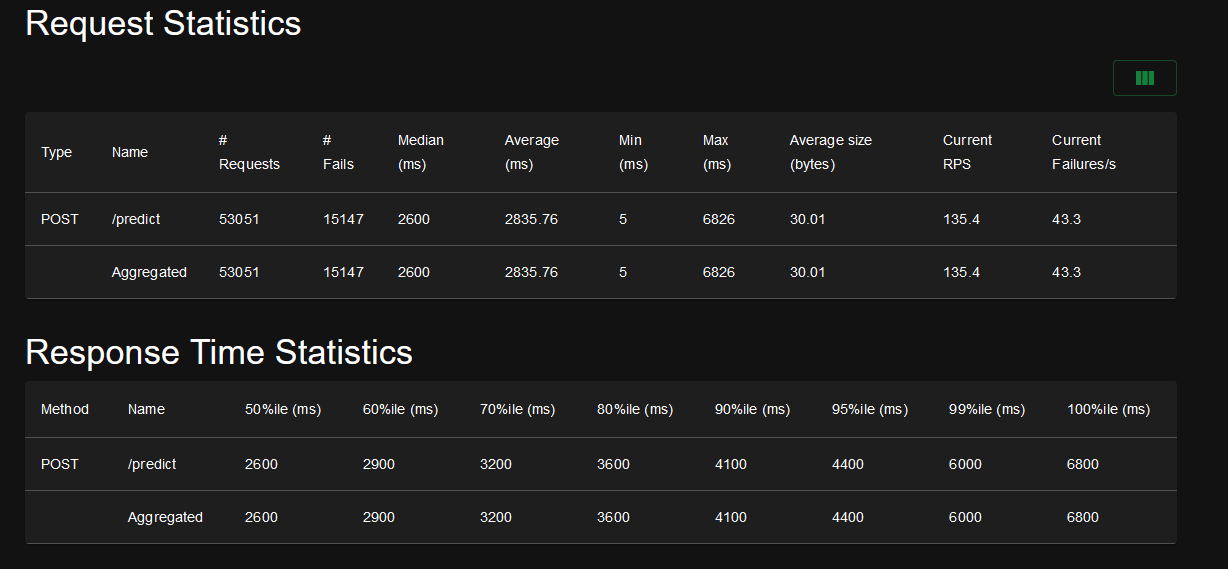 Request Statistics
Type Name # Requests # Fails Median (ms) Average (ms) Min (ms) Max (ms) Average size (bytes) Current RPS Current Failures/s
POST /predict 53051 15147 2600 2835.76 5 6826 30.01 135.4 43.3
Aggregated 53051 15147 2600 2835.76 5 6826 30.01 135.4 43.3
Response Time Statistics
Method Name 50%ile (ms) 60%ile (ms) 70%ile (ms) 80%ile (ms) 90%ile (ms) 95%ile (ms) 99%ile (ms) 100%ile (ms)
POST /predict 2600 2900 3200 3600 4100 4400 6000 6800
Aggregated 2600 2900 3200 3600 4100 4400 6000 6800